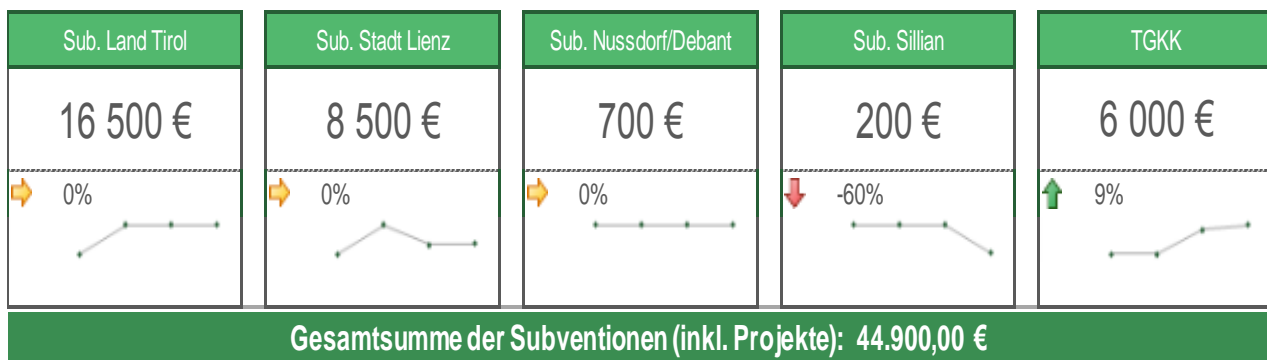 Sub. Land Tirol
16 500 €
0%
Sub. Stadt Lienz
8 500 €
0%
Sub. Nussdorf/Debant
700 €
0%
Sub. Sillian
200 €
-60%
TGKK
6 000 €
9%
Gesamtsumme der Subventionen (inkl. Projekte): 44.900,00 €